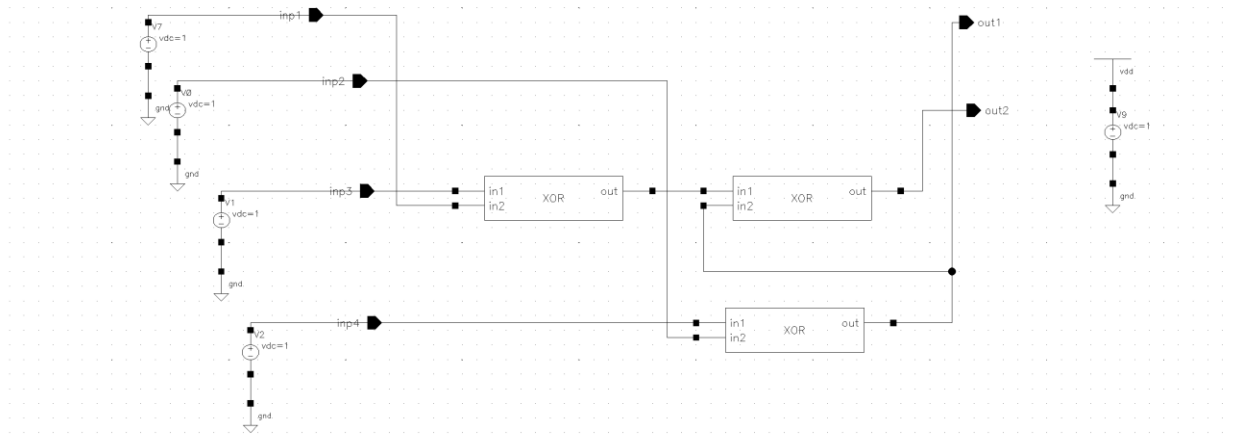 inp1
out1
V7
vdc=1
vdd
inp2
V0
vdc=1
gnd
out2
V9
vdc=1
gnd
inp3
in1
XOR
out
in2
in1
XOR
out
in2
V1
vdc=1
gnd
gnd
inp4
in1
XOR
out
in2
V2
vdc=1
gnd